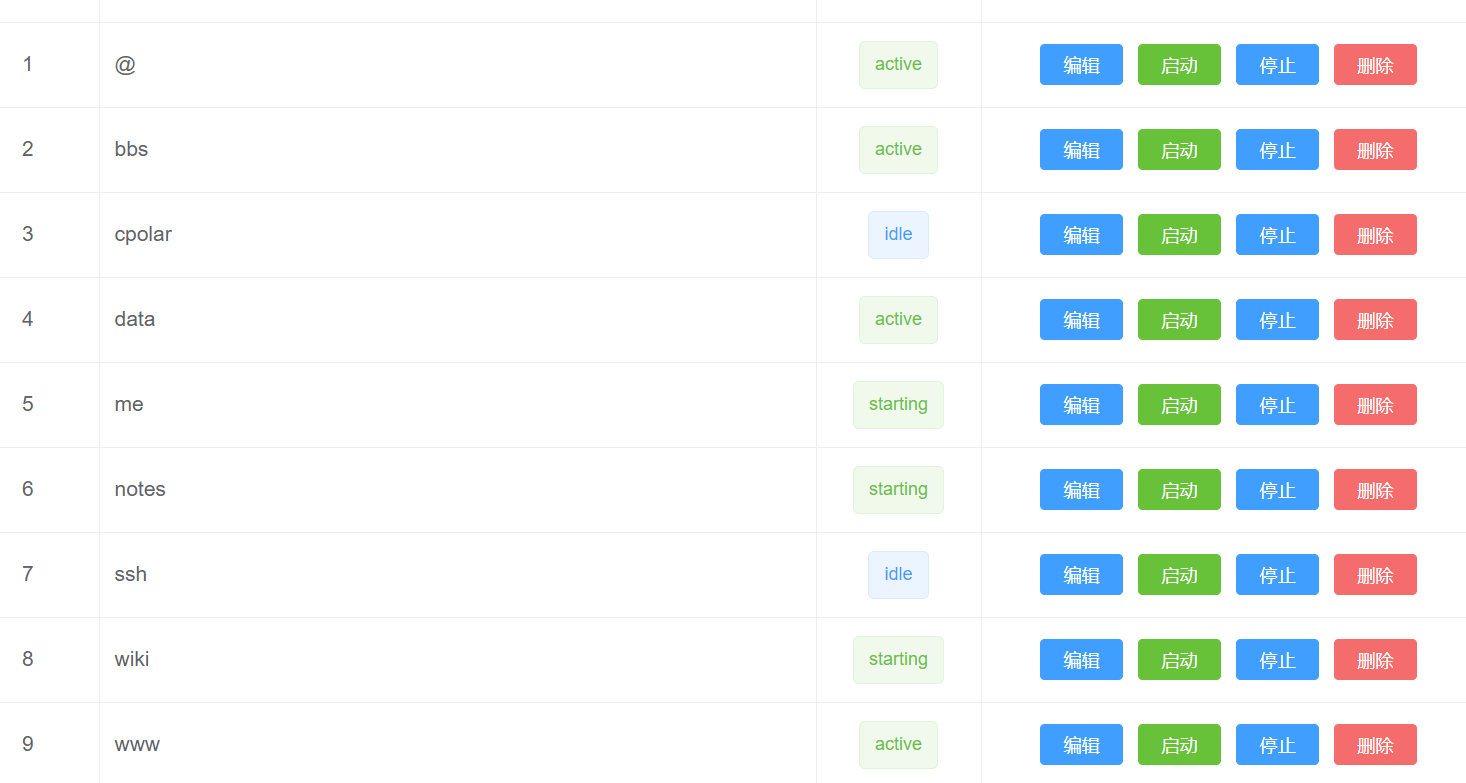 1 @ active 编辑 启动 停止 删除
2 bbs active 编辑 启动 停止 删除
3 cpolar idle 编辑 启动 停止 删除
4 data active 编辑 启动 停止 删除
5 me starting 编辑 启动 停止 删除
6 notes starting 编辑 启动 停止 删除
7 ssh idle 编辑 启动 停止 删除
8 wiki starting 编辑 启动 停止 删除
9 www active 编辑 启动 停止 删除